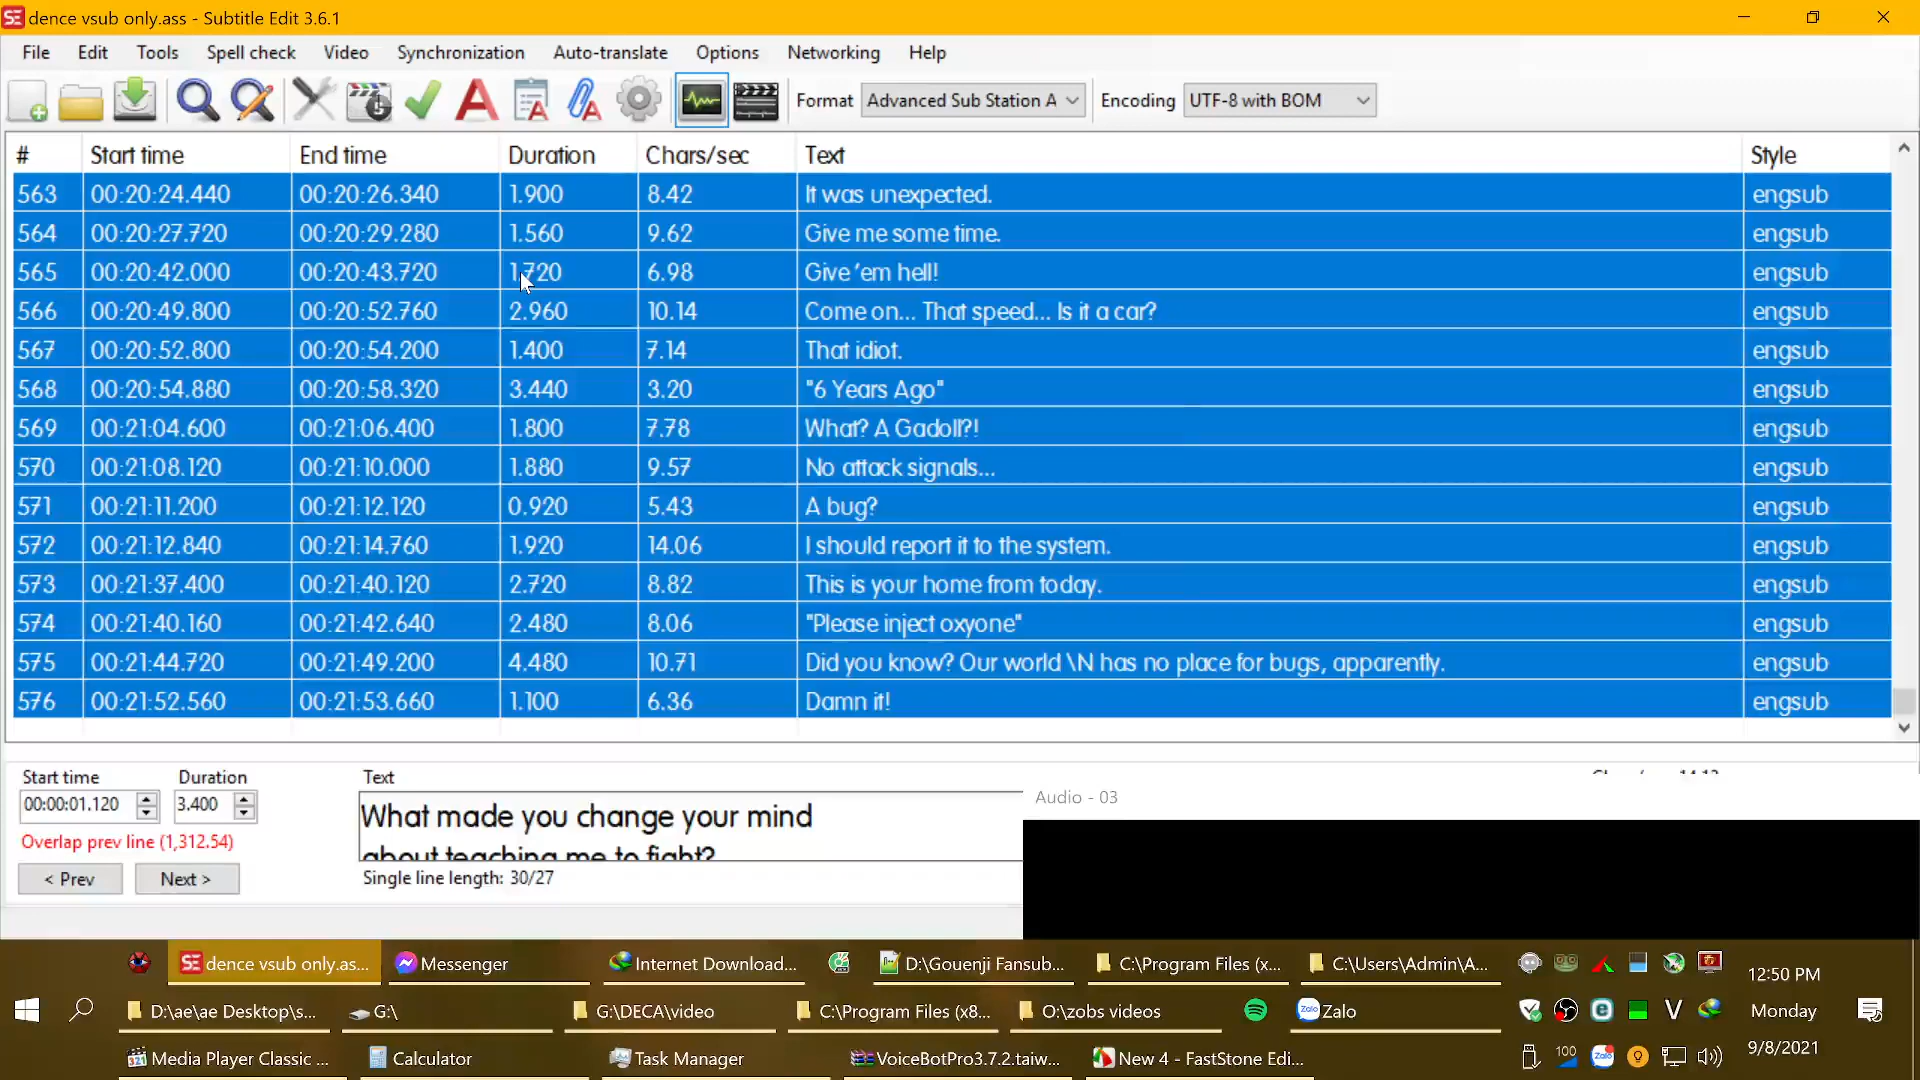 dence vsub only.ass - Subtitle Edit 3.6.1
File Edit Tools Spell check Video Synchronization Auto-translate Options Networking Help
Format Advanced Sub Station A Encoding UTF-8 with BOM
# Start time End time Duration Chars/sec Text Style
563 00:20:24.440 00:20:26.340 1.900 8.42 It was unexpected. engsub
564 00:20:27.720 00:20:29.280 1.560 9.62 Give me some time. engsub
565 00:20:42.000 00:20:43.720 1.720 6.98 Give 'em hell! engsub
566 00:20:49.800 00:20:52.760 2.960 10.14 Come on... That speed... Is it a car? engsub
567 00:20:52.800 00:20:54.200 1.400 7.14 That idiot. engsub
568 00:20:54.880 00:20:58.320 3.440 3.20 "6 Years Ago" engsub
569 00:21:04.600 00:21:06.400 1.800 7.78 What? A Gadoll?! engsub
570 00:21:08.120 00:21:10.000 1.880 9.57 No attack signals... engsub
571 00:21:11.200 00:21:12.120 0.920 5.43 A bug? engsub
572 00:21:12.840 00:21:14.760 1.920 14.06 I should report it to the system. engsub
573 00:21:37.400 00:21:40.120 2.720 8.82 This is your home from today. engsub
574 00:21:40.160 00:21:42.640 2.480 8.06 "Please inject oxyone" engsub
575 00:21:44.720 00:21:49.200 4.480 10.71 Did you know? Our world \N has no place for bugs, apparently. engsub
576 00:21:52.560 00:21:53.660 1.100 6.36 Damn it! engsub
Start time Duration Text
00:00:01.120 3.400 What made you change your mind
about teaching me to fight?
Audio - 03
Overlap prev line (1,312.54)
< Prev Next > Single line length: 30/27
dence vsub only.as... Messenger Internet Download... D:\Gouenji Fansub... C:\Program Files (x... C:\Users\Admin\A... 12:50 PM
D:\ae\ae Desktop\s... G:\ G:\DECA\video C:\Program Files (x8... O:\zobs videos Zalo Monday
Media Player Classic ... Calculator Task Manager VoiceBotPro3.7.2.taiw... New 4 - FastStone Edi... 100 9/8/2021